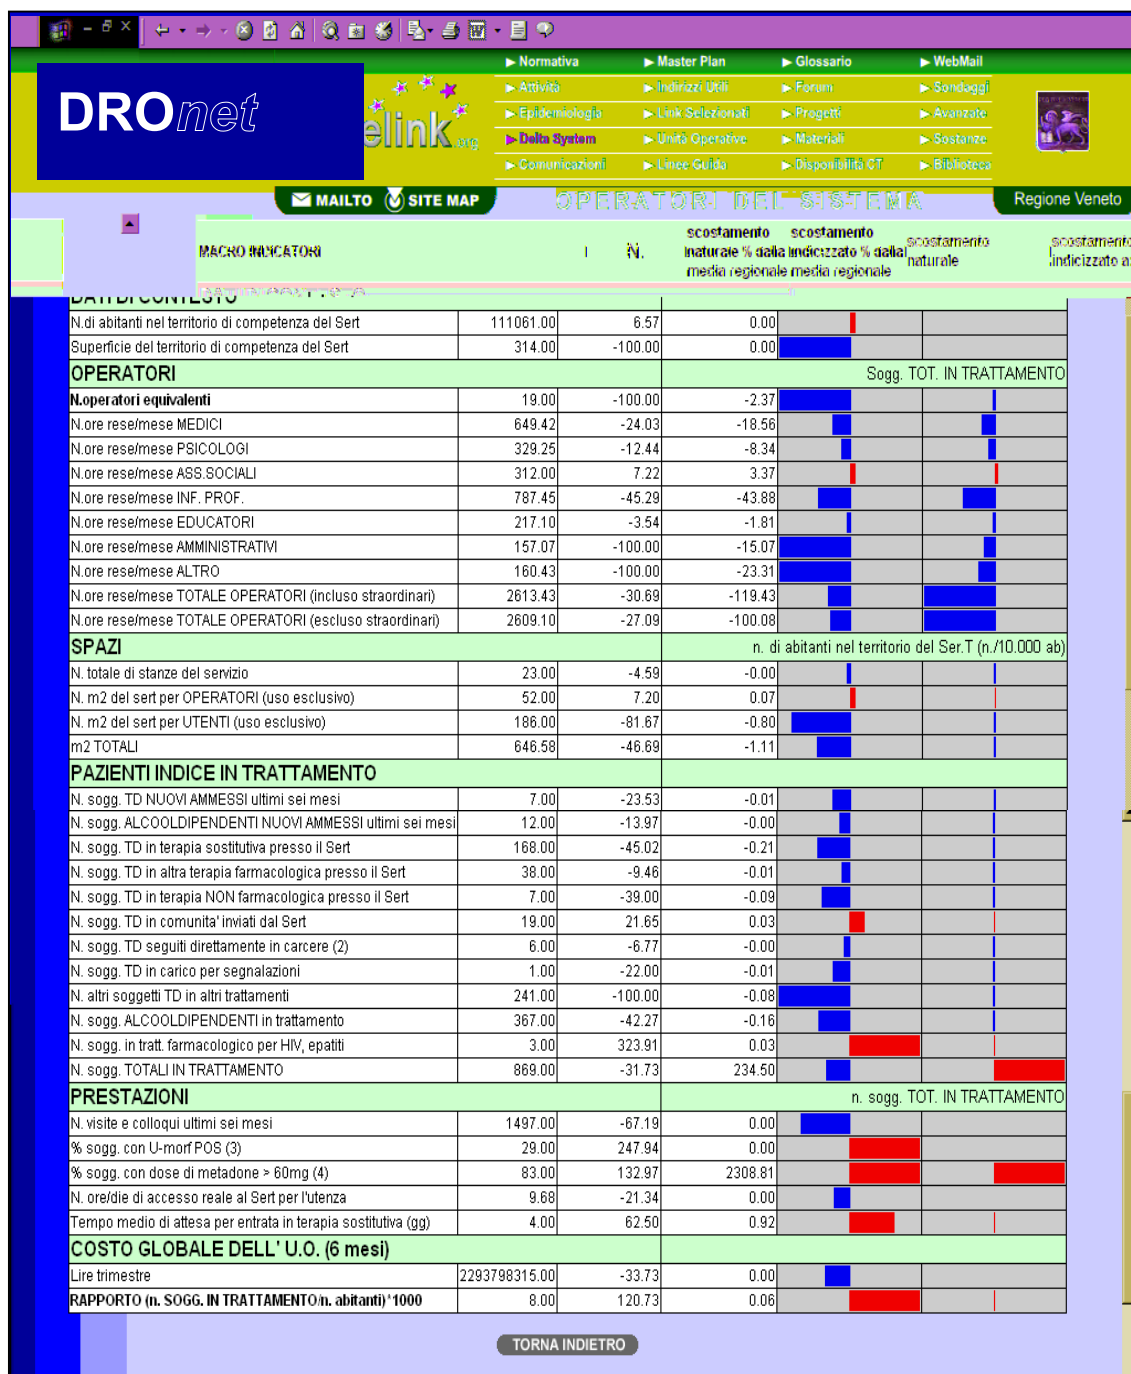 ► Normativa ► Master Plan ► Glossario ► WebMail
► Attività ► Indirizzi Utili ► Forum ► Sondaggi
► Epidemiologia ► Link Selezionati ► Progetti ► Avanzate
► Delta System ► Unità Operative ► Materiali ► Sostanze
► Comunicazioni ► Linee Guida ► Disponibilità CT ► Biblioteca
DROnet
elink.org
MAILTO SITE MAP OPERATORI DEL SISTEMA Regione Veneto
MACRO INDICATORI N. scostamento naturale % dalla media regionale scostamento indicizzato % dalla media regionale scostamento naturale scostamento indicizzato
DATI DI CONTESTO
N.di abitanti nel territorio di competenza del Sert 111061.00 6.57 0.00
Superficie del territorio di competenza del Sert 314.00 -100.00 0.00
OPERATORI Sogg. TOT. IN TRATTAMENTO
N.operatori equivalenti 19.00 -100.00 -2.37
N.ore rese/mese MEDICI 649.42 -24.03 -18.56
N.ore rese/mese PSICOLOGI 329.25 -12.44 -8.34
N.ore rese/mese ASS.SOCIALI 312.00 7.22 3.37
N.ore rese/mese INF. PROF. 787.45 -45.29 -43.88
N.ore rese/mese EDUCATORI 217.10 -3.54 -1.81
N.ore rese/mese AMMINISTRATIVI 157.07 -100.00 -15.07
N.ore rese/mese ALTRO 160.43 -100.00 -23.31
N.ore rese/mese TOTALE OPERATORI (incluso straordinari) 2613.43 -30.69 -119.43
N.ore rese/mese TOTALE OPERATORI (escluso straordinari) 2609.10 -27.09 -100.08
SPAZI n. di abitanti nel territorio del Ser.T (n./10.000 ab)
N. totale di stanze del servizio 23.00 -4.59 -0.00
N. m2 del sert per OPERATORI (uso esclusivo) 52.00 7.20 0.07
N. m2 del sert per UTENTI (uso esclusivo) 186.00 -81.67 -0.80
m2 TOTALI 646.58 -46.69 -1.11
PAZIENTI INDICE IN TRATTAMENTO
N. sogg. TD NUOVI AMMESSI ultimi sei mesi 7.00 -23.53 -0.01
N. sogg. ALCOOLDIPENDENTI NUOVI AMMESSI ultimi sei mesi 12.00 -13.97 -0.00
N. sogg. TD in terapia sostitutiva presso il Sert 168.00 -45.02 -0.21
N. sogg. TD in altra terapia farmacologica presso il Sert 38.00 -9.46 -0.01
N. sogg. TD in terapia NON farmacologica presso il Sert 7.00 -39.00 -0.09
N. sogg. TD in comunita' inviati dal Sert 19.00 21.65 0.03
N. sogg. TD seguiti direttamente in carcere (2) 6.00 -6.77 -0.00
N. sogg. TD in carico per segnalazioni 1.00 -22.00 -0.01
N. altri soggetti TD in altri trattamenti 241.00 -100.00 -0.08
N. sogg. ALCOOLDIPENDENTI in trattamento 367.00 -42.27 -0.16
N. sogg. in tratt. farmacologico per HIV, epatiti 3.00 323.91 0.03
N. sogg. TOTALI IN TRATTAMENTO 869.00 -31.73 234.50
PRESTAZIONI n. sogg. TOT. IN TRATTAMENTO
N. visite e colloqui ultimi sei mesi 1497.00 -67.19 0.00
% sogg. con U-morf POS (3) 29.00 247.94 0.00
% sogg. con dose di metadone > 60mg (4) 83.00 132.97 2308.81
N. ore/die di accesso reale al Sert per l'utenza 9.68 -21.34 0.00
Tempo medio di attesa per entrata in terapia sostitutiva (gg) 4.00 62.50 0.92
COSTO GLOBALE DELL' U.O. (6 mesi)
Lire trimestre 2293798315.00 -33.73 0.00
RAPPORTO (n. SOGG. IN TRATTAMENTO/n. abitanti)*1000 8.00 120.73 0.06
TORNA INDIETRO